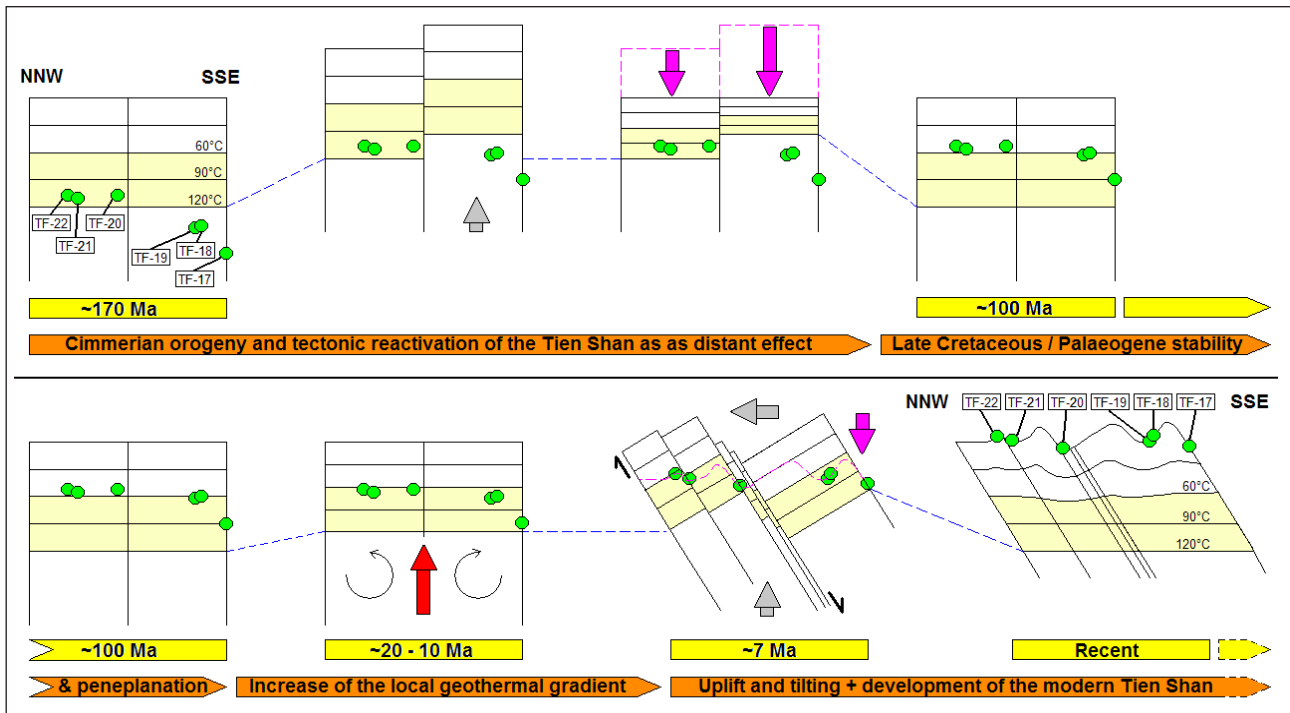 NNW SSE
60°C
90°C
120°C
TF-22
TF-21
TF-20
TF-19
TF-18
TF-17
~170 Ma
~100 Ma
Cimmerian orogeny and tectonic reactivation of the Tien Shan as as distant effect
Late Cretaceous / Palaeogene stability
NNW TF-22 TF-21 TF-20 TF-19 TF-18 TF-17 SSE
60°C
90°C
120°C
~100 Ma
~20 - 10 Ma
~7 Ma
Recent
& peneplanation
Increase of the local geothermal gradient
Uplift and tilting + development of the modern Tien Shan